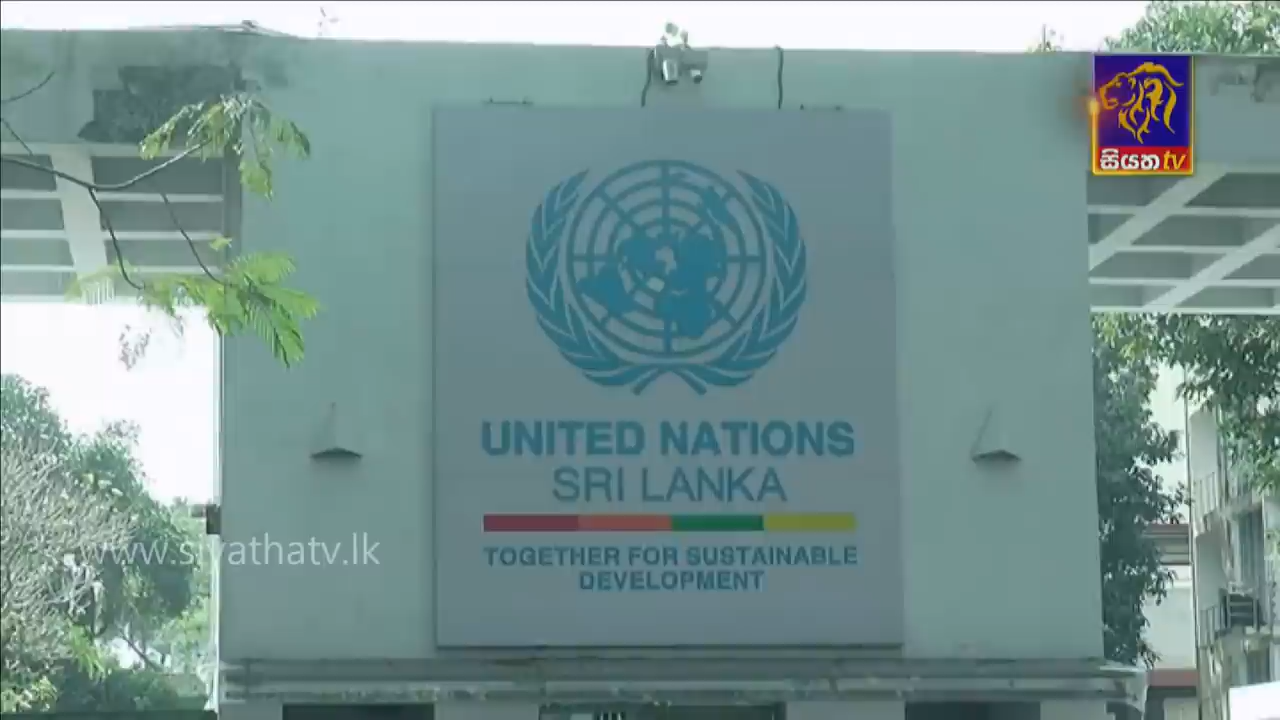 සියත tv
UNITED NATIONS
SRI LANKA
TOGETHER FOR SUSTAINABLE
DEVELOPMENT
www.siyathatv.lk